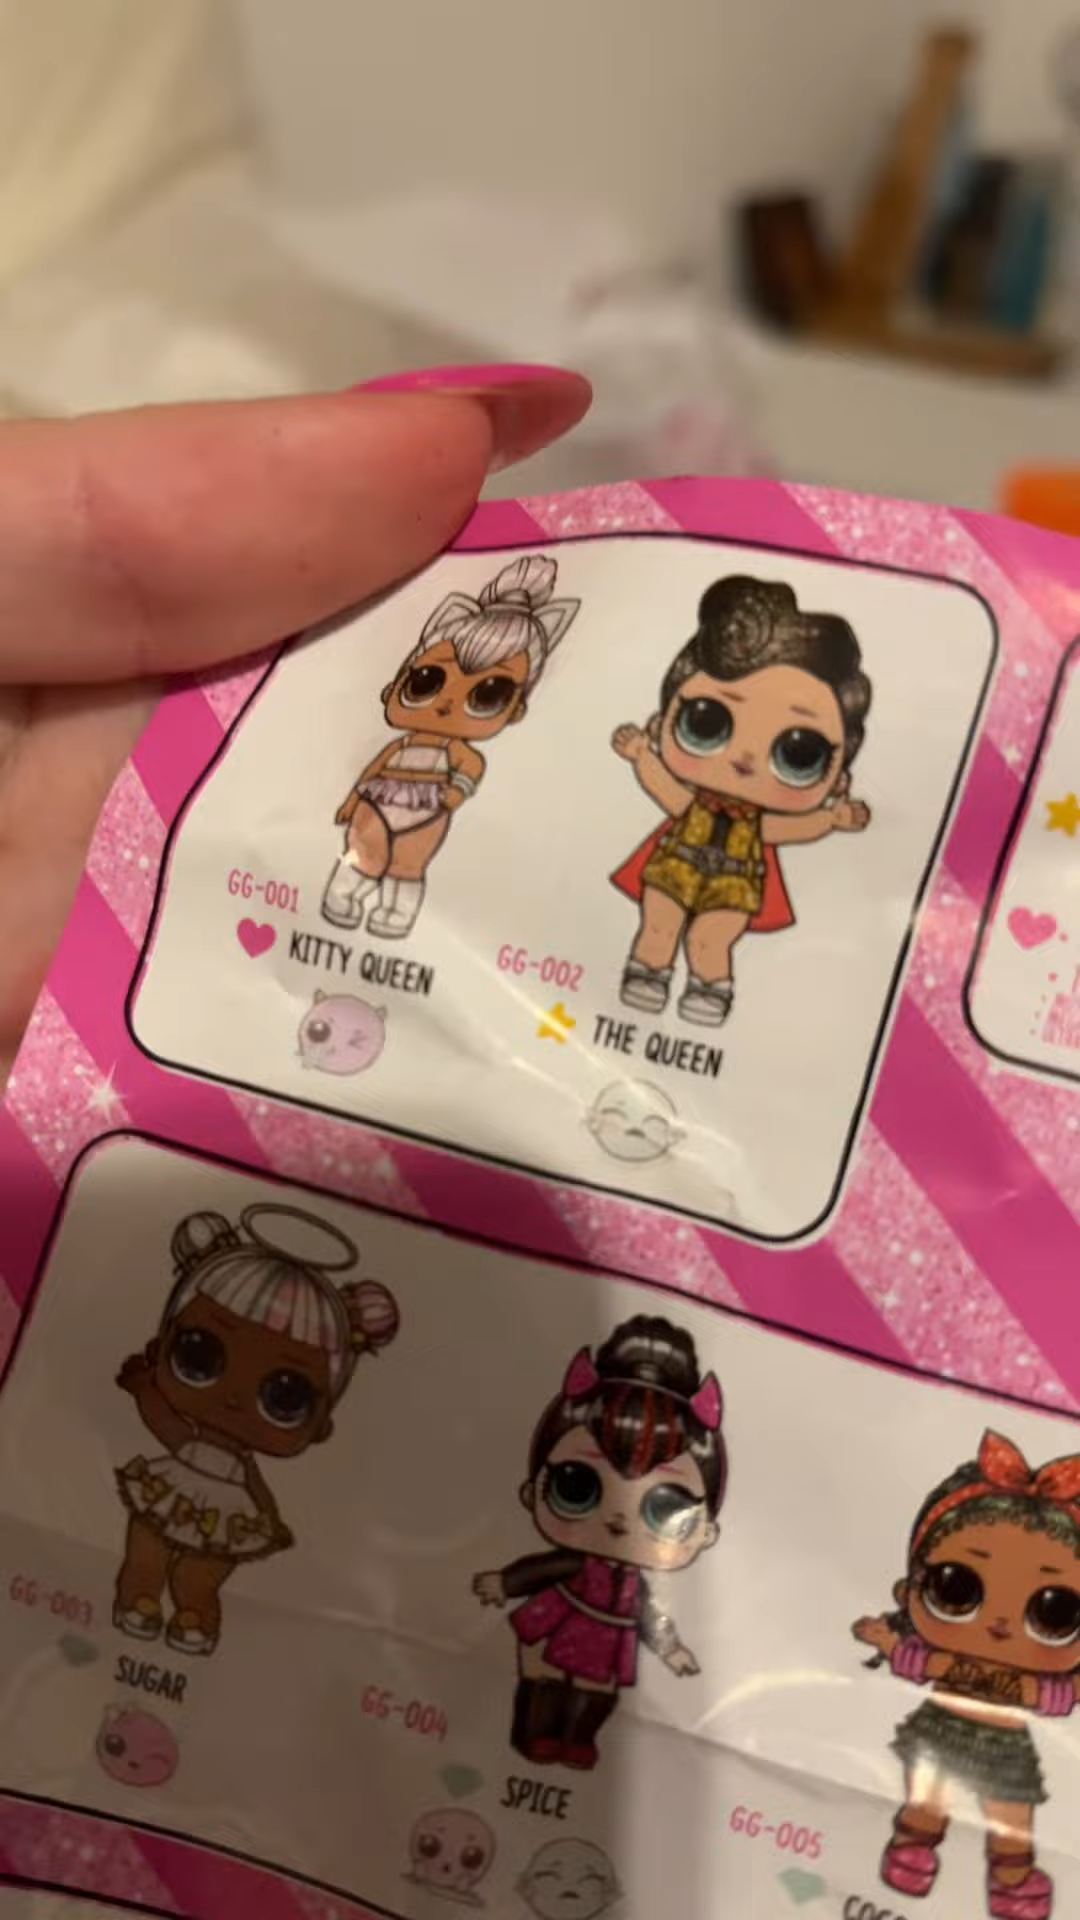 GG-001
KITTY QUEEN
GG-002
THE QUEEN
GG-003
SUGAR
GG-004
SPICE
GG-005